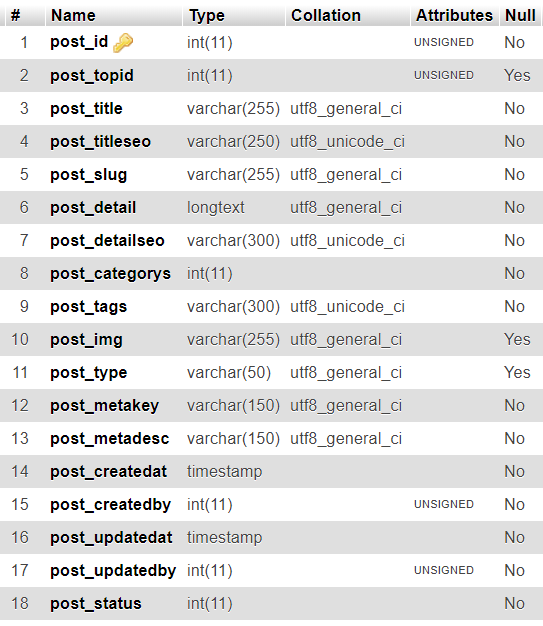 # Name Type Collation Attributes Null
1 post_id int(11) UNSIGNED No
2 post_topid int(11) UNSIGNED Yes
3 post_title varchar(255) utf8_general_ci No
4 post_titleseo varchar(250) utf8_unicode_ci No
5 post_slug varchar(255) utf8_general_ci No
6 post_detail longtext utf8_general_ci No
7 post_detailseo varchar(300) utf8_unicode_ci No
8 post_categorys int(11) No
9 post_tags varchar(300) utf8_unicode_ci No
10 post_img varchar(255) utf8_general_ci Yes
11 post_type varchar(50) utf8_general_ci Yes
12 post_metakey varchar(150) utf8_general_ci No
13 post_metadesc varchar(150) utf8_general_ci No
14 post_createdat timestamp No
15 post_createdby int(11) UNSIGNED No
16 post_updatedat timestamp No
17 post_updatedby int(11) UNSIGNED No
18 post_status int(11) No